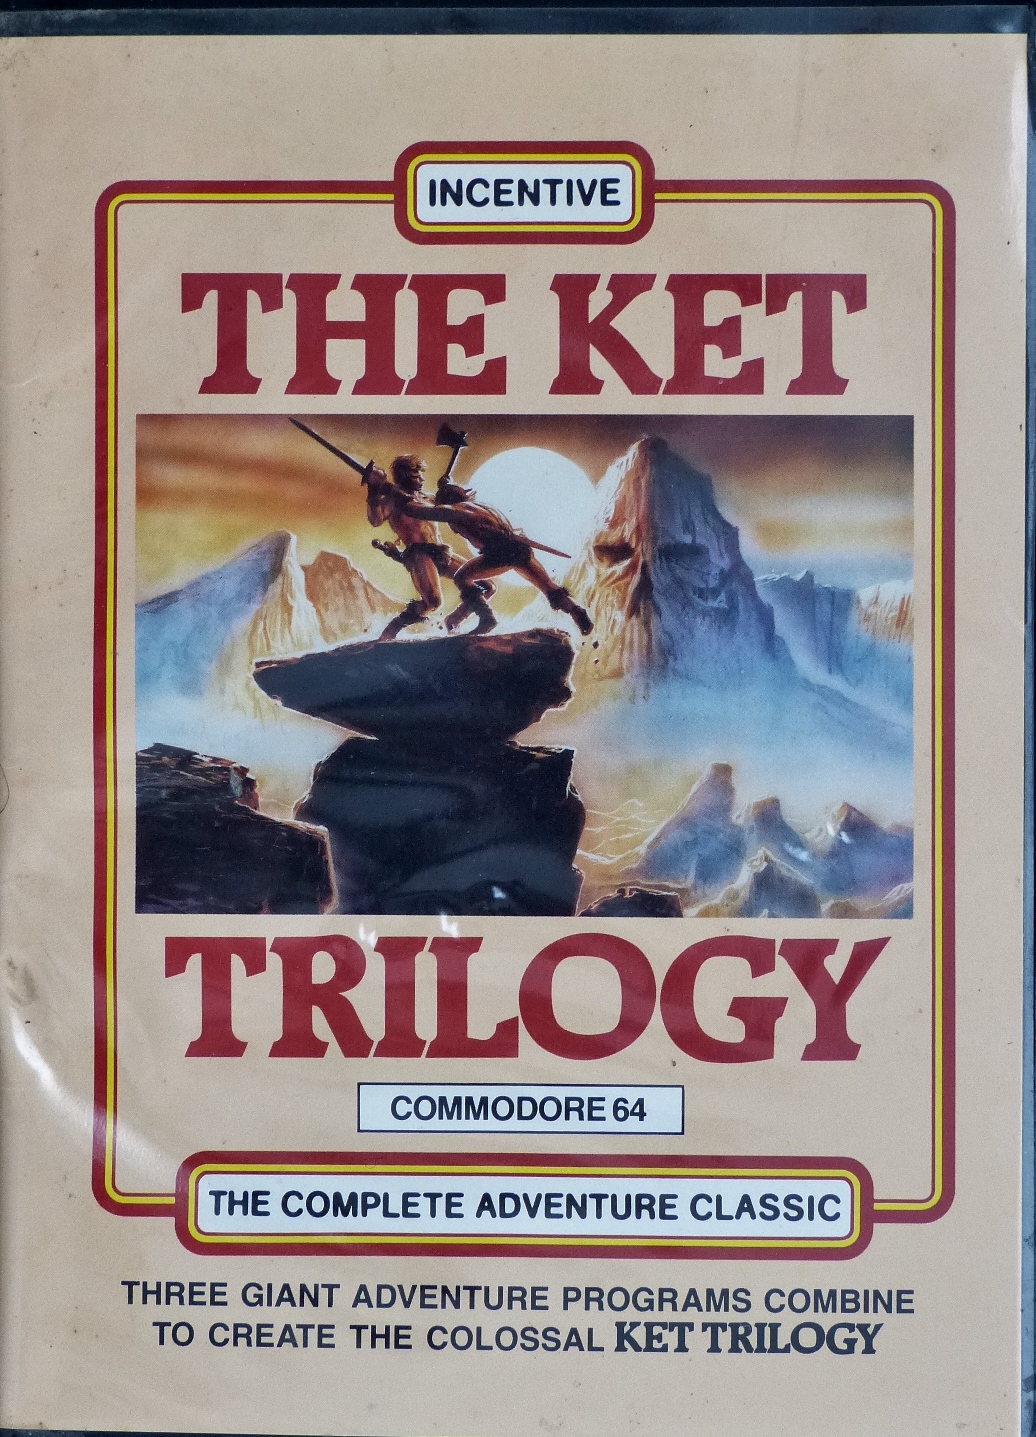 INCENTIVE
THE KET
TRILOGY
COMMODORE 64
THE COMPLETE ADVENTURE CLASSIC
THREE GIANT ADVENTURE PROGRAMS COMBINE
TO CREATE THE COLOSSAL KET TRILOGY